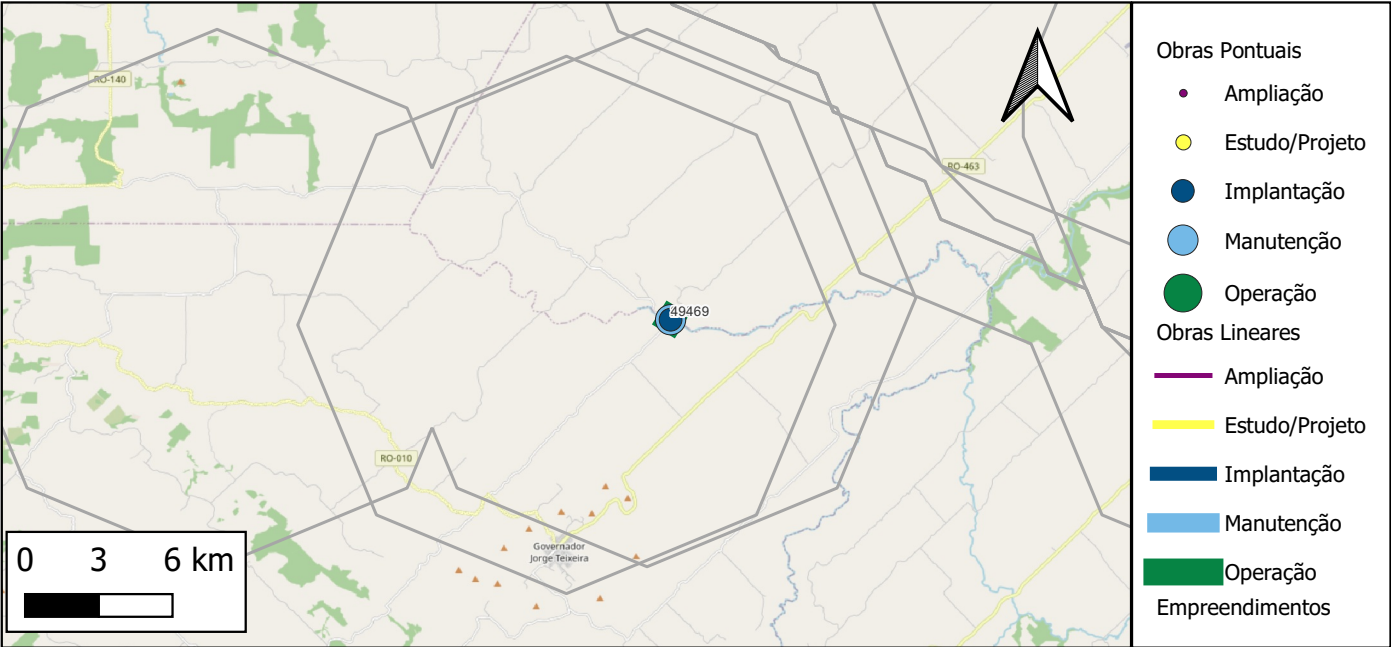 RO-140
RO-463
49469
RO-010
Governador
Jorge Teixeira
0 3 6 km
Obras Pontuais
Ampliação
Estudo/Projeto
Implantação
Manutenção
Operação
Obras Lineares
Ampliação
Estudo/Projeto
Implantação
Manutenção
Operação
Empreendimentos